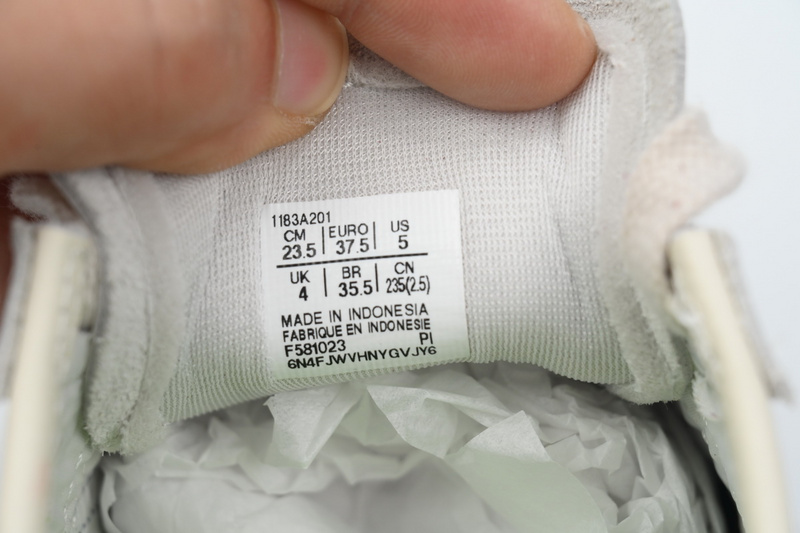 1183A201
CM EURO US
23.5 37.5 5
UK BR CN
4 35.5 235(2.5)
MADE IN INDONESIA
FABRIQUE EN INDONESIE
F581023 PI
6N4FJWVHNYGVJY6